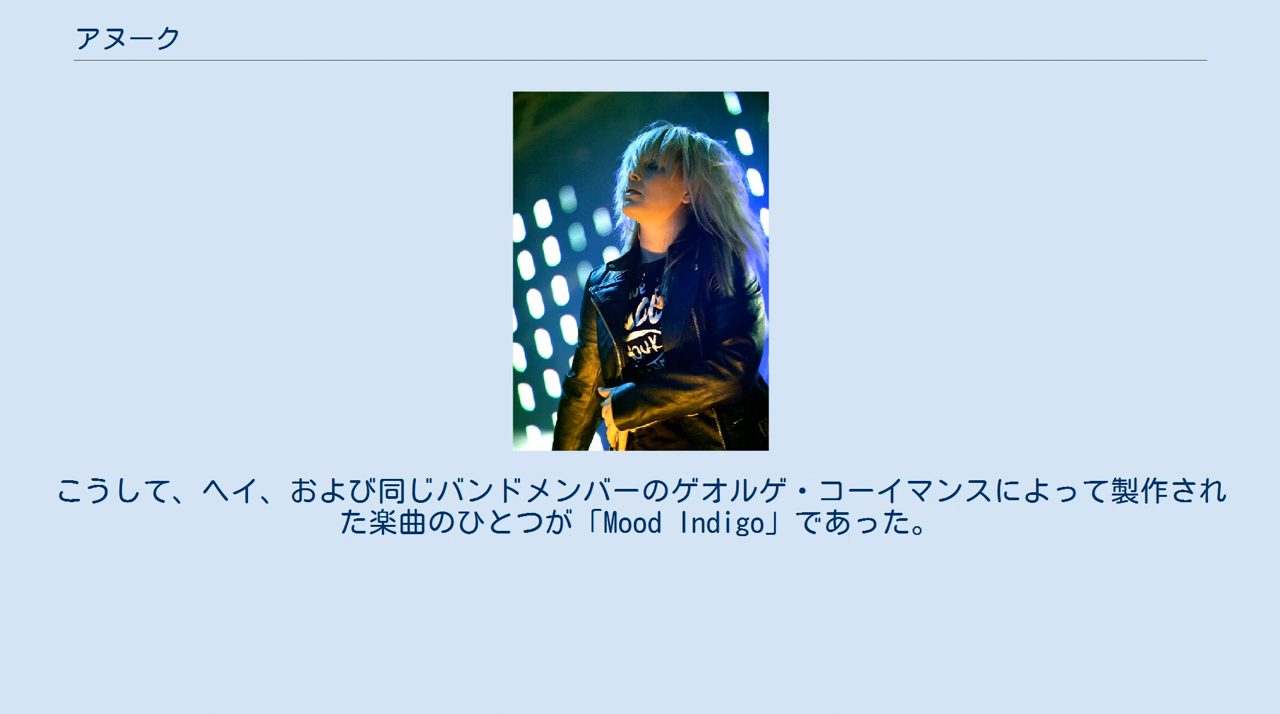 アヌーク
こうして、ヘイ、および同じバンドメンバーのゲオルゲ・コーイマンスによって製作され
た楽曲のひとつが「Mood Indigo」であった。